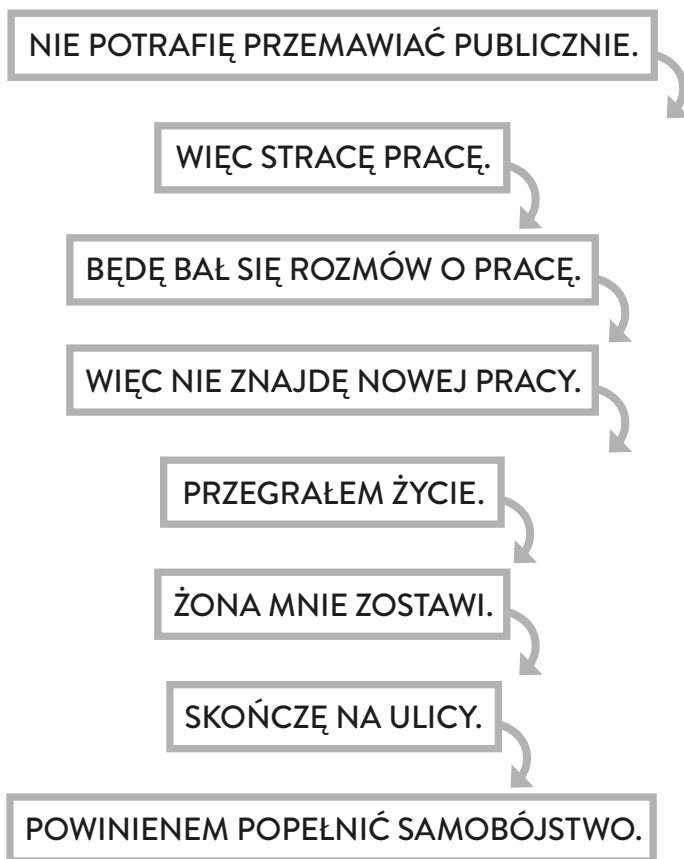 NIE POTRAFIĘ PRZEMAWIAĆ PUBLICZNIE.
WIĘC STRACĘ PRACĘ.
BĘDĘ BAŁ SIĘ ROZMÓW O PRACĘ.
WIĘC NIE ZNAJDĘ NOWEJ PRACY.
PRZEGRAŁEM ŻYCIE.
ŻONA MNIE ZOSTAWI.
SKOŃCZĘ NA ULICY.
POWINIENEM POPEŁNIĆ SAMOBÓJSTWO.